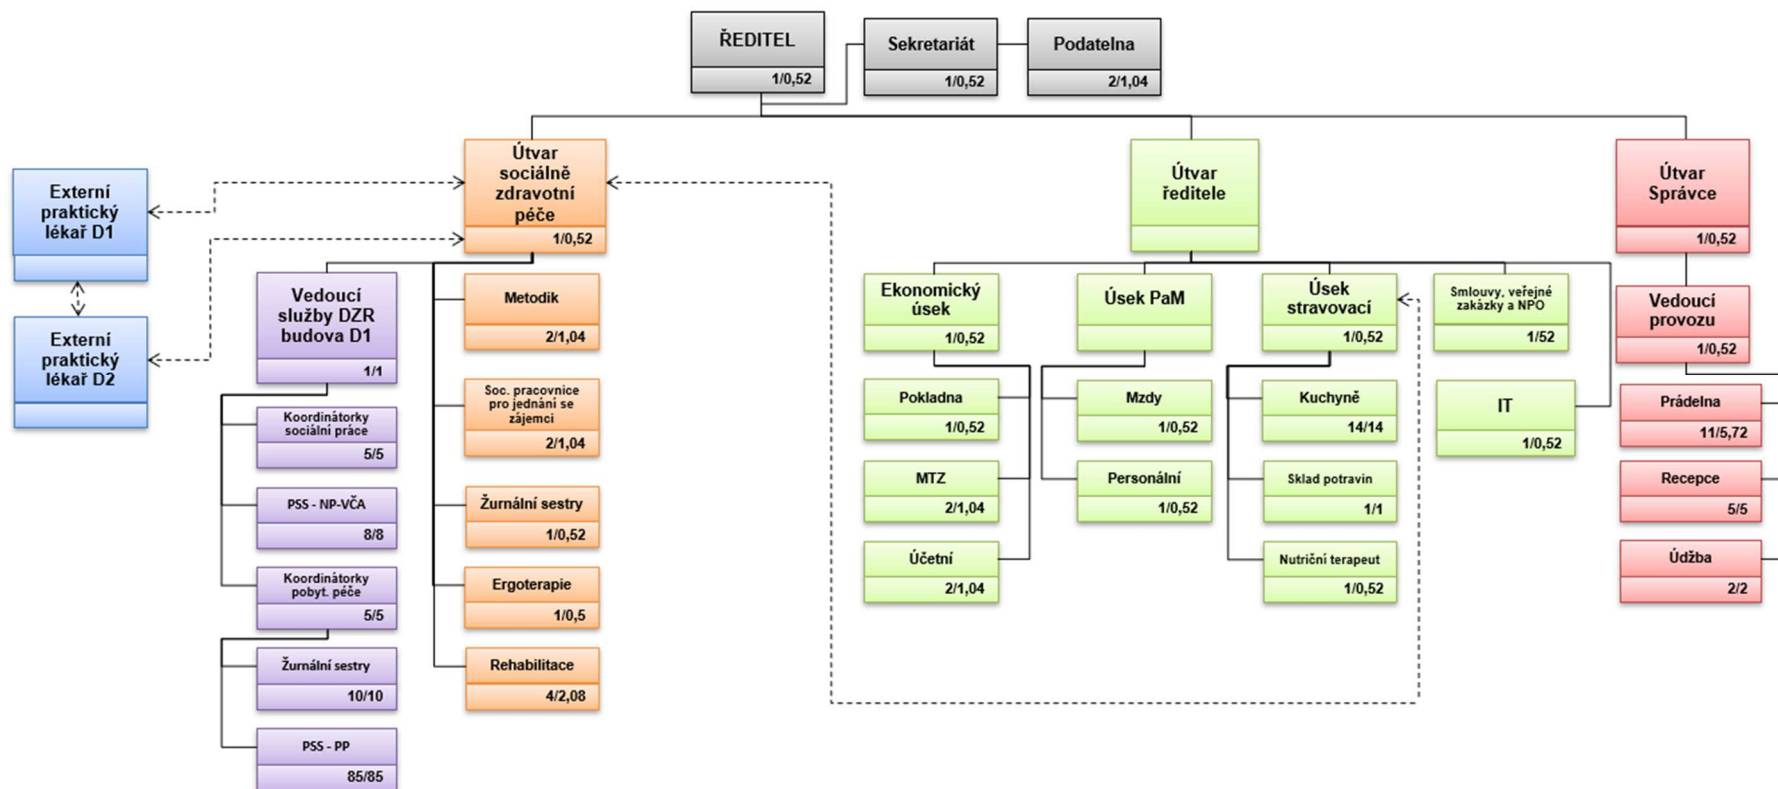 ŘEDITEL
1/0,52
Sekretariát
1/0,52
Podatelna
2/1,04
Externí
praktický
lékař D1
Externí
praktický
lékař D2
Útvar
sociálně
zdravotní
péče
1/0,52
Vedoucí
služby DZR
budova D1
1/1
Koordinátorky
sociální práce
5/5
PSS - NP-VČA
8/8
Koordinátorky
pobyt. péče
5/5
Žurnální sestry
10/10
PSS - PP
85/85
Metodik
2/1,04
Soc. pracovnice
pro jednání se
zájemci
2/1,04
Žurnální sestry
1/0,52
Ergoterapie
1/0,5
Rehabilitace
4/2,08
Útvar
ředitele
Ekonomický
úsek
1/0,52
Pokladna
1/0,52
MTZ
2/1,04
Účetní
2/1,04
Úsek PaM
Mzdy
1/0,52
Personální
1/0,52
Úsek
stravovací
1/0,52
Kuchyně
14/14
Sklad potravin
1/1
Nutriční terapeut
1/0,52
Smlouvy, veřejné
zakázky a NPO
1/52
IT
1/0,52
Útvar
Správce
1/0,52
Vedoucí
provozu
1/0,52
Prádelna
11/5,72
Recepce
5/5
Údžba
2/2